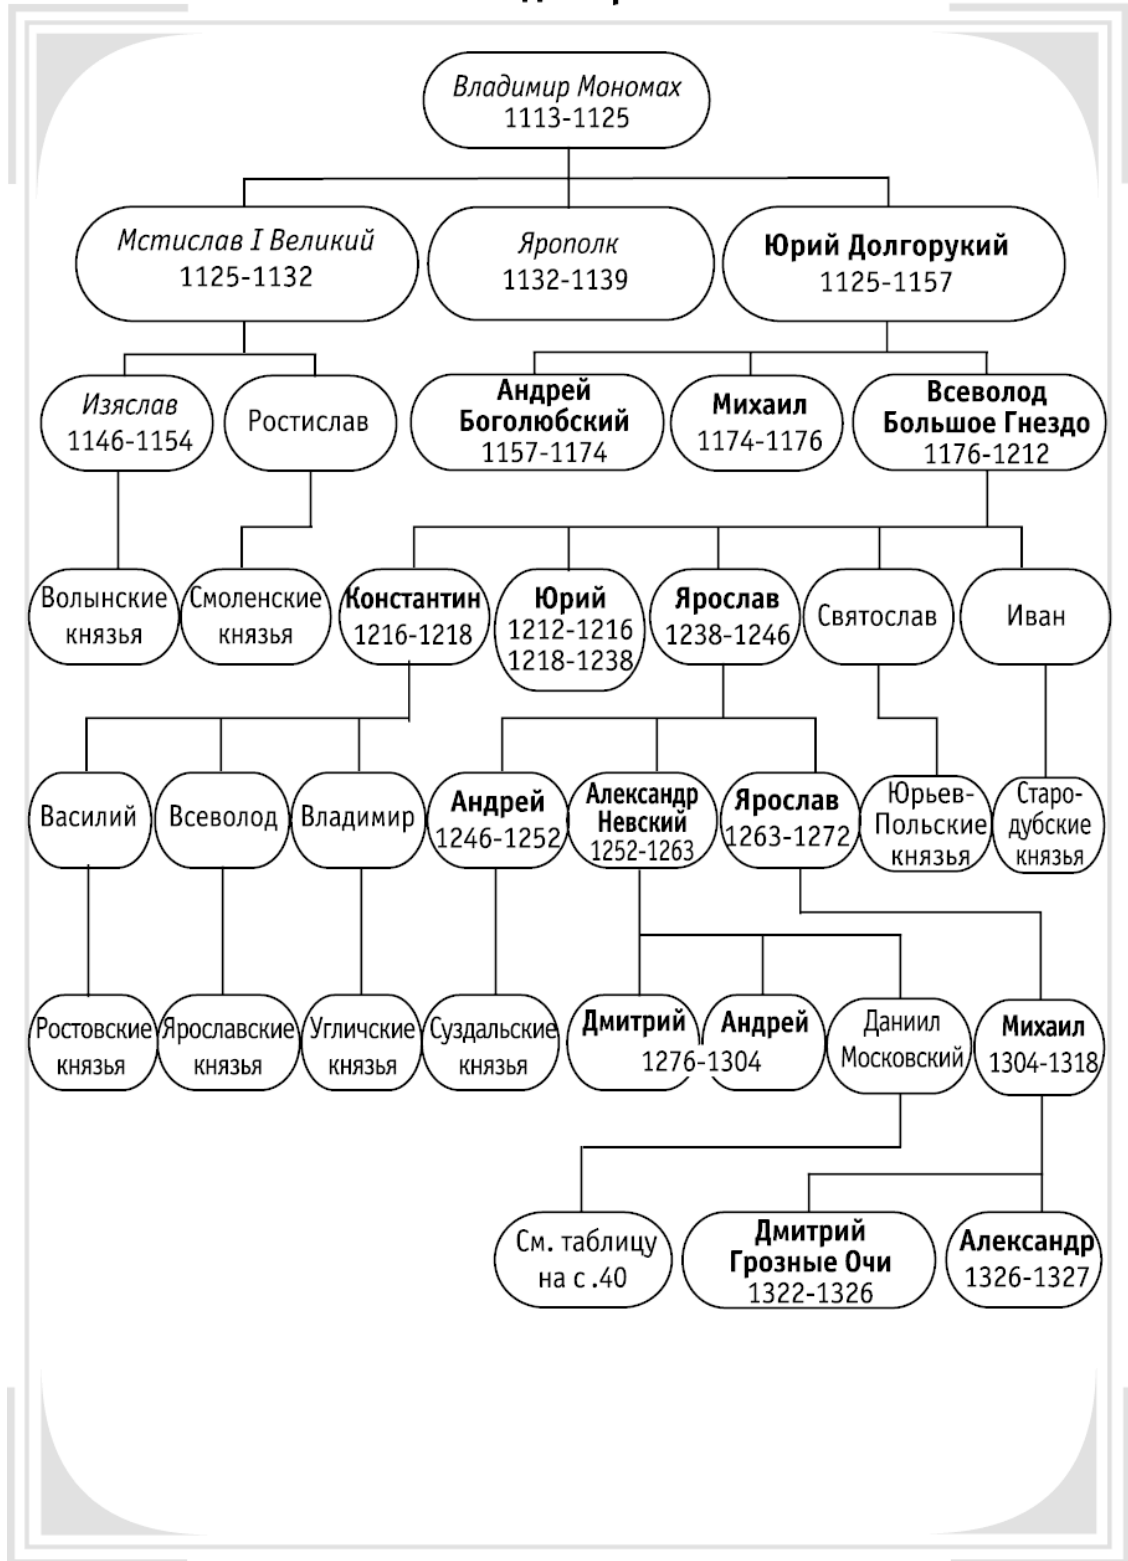 Владимир Мономах
1113-1125
Мстислав I Великий
1125-1132
Ярополк
1132-1139
Юрий Долгорукий
1125-1157
Изяслав
1146-1154
Ростислав
Андрей
Боголюбский
1157-1174
Михаил
1174-1176
Всеволод
Большое Гнездо
1176-1212
Волынские
князья
Смоленские
князья
Константин
1216-1218
Юрий
1212-1216
1218-1238
Ярослав
1238-1246
Святослав
Иван
Василий
Всеволод
Владимир
Андрей
1246-1252
Александр
Невский
1252-1263
Ярослав
1263-1272
Юрьев-
Польские
князья
Старо-
дубские
князья
Ростовские
князья
Ярославские
князья
Угличские
князья
Суздальские
князья
Дмитрий
Андрей
1276-1304
Даниил
Московский
Михаил
1304-1318
См. таблицу
на с.40
Дмитрий
Грозные Очи
1322-1326
Александр
1326-1327